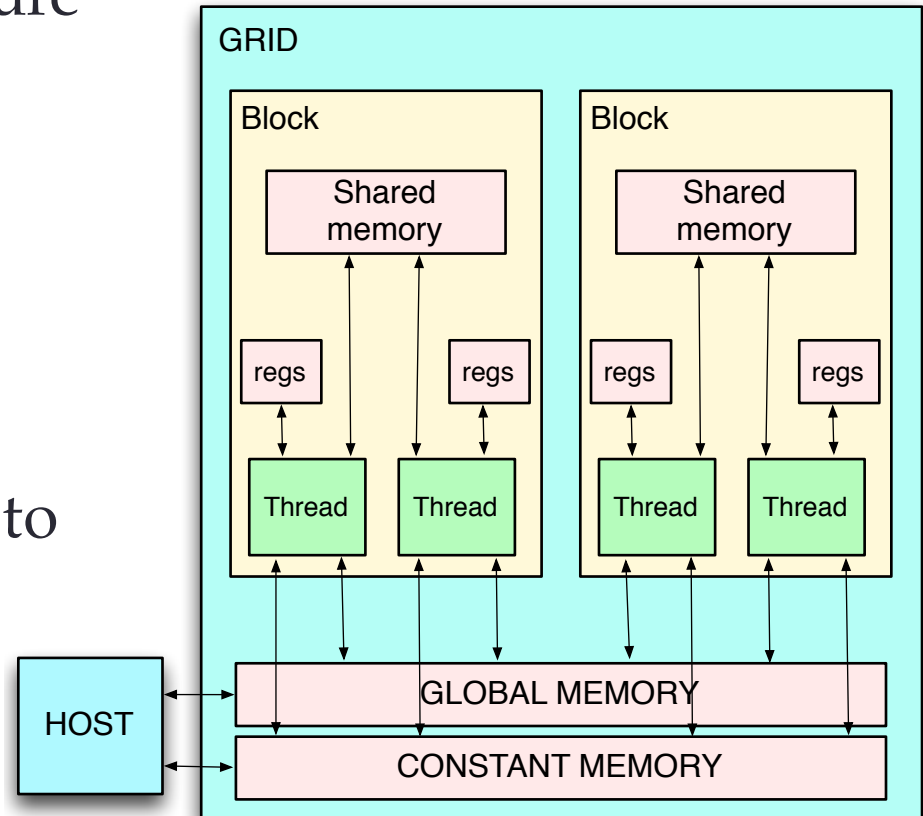 GRID
Block
Block
Shared
memory
Shared
memory
regs
regs
regs
regs
Thread
Thread
Thread
Thread
to
HOST
GLOBAL MEMORY
CONSTANT MEMORY